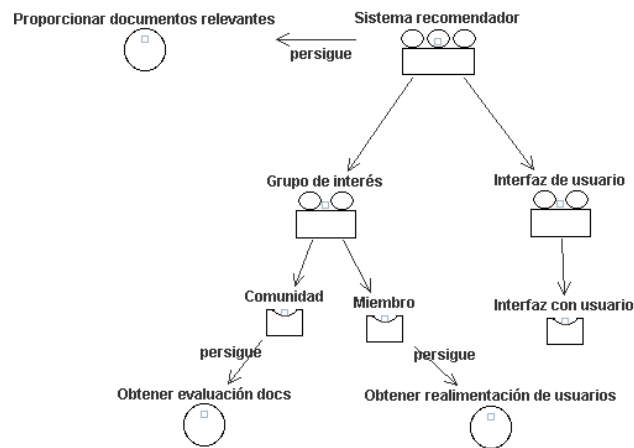 Proporcionar documentos relevantes
Sistema recomendador
persigue
Grupo de interés
Interfaz de usuario
Comunidad
Miembro
Interfaz con usuario
persigue
persigue
Obtener evaluación docs
Obtener realimentación de usuarios